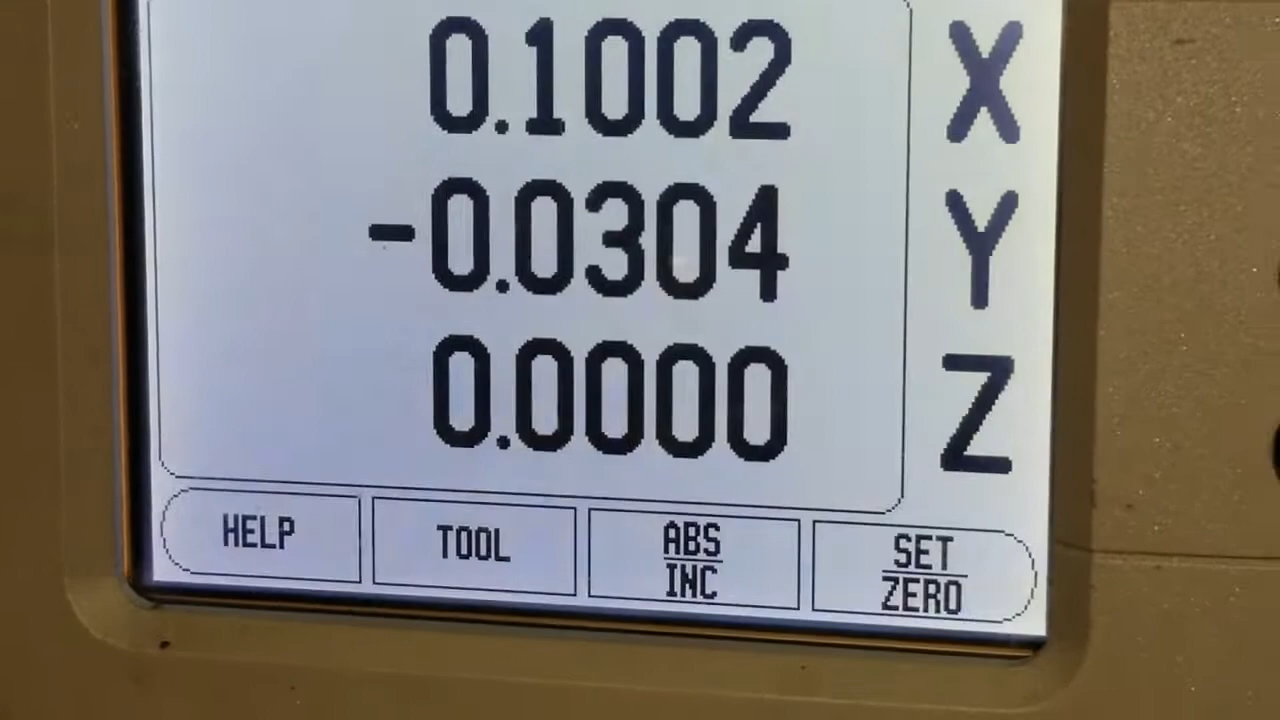 0.1002 X
-0.0304 Y
0.0000 Z
HELP TOOL ABS/INC SET/ZERO